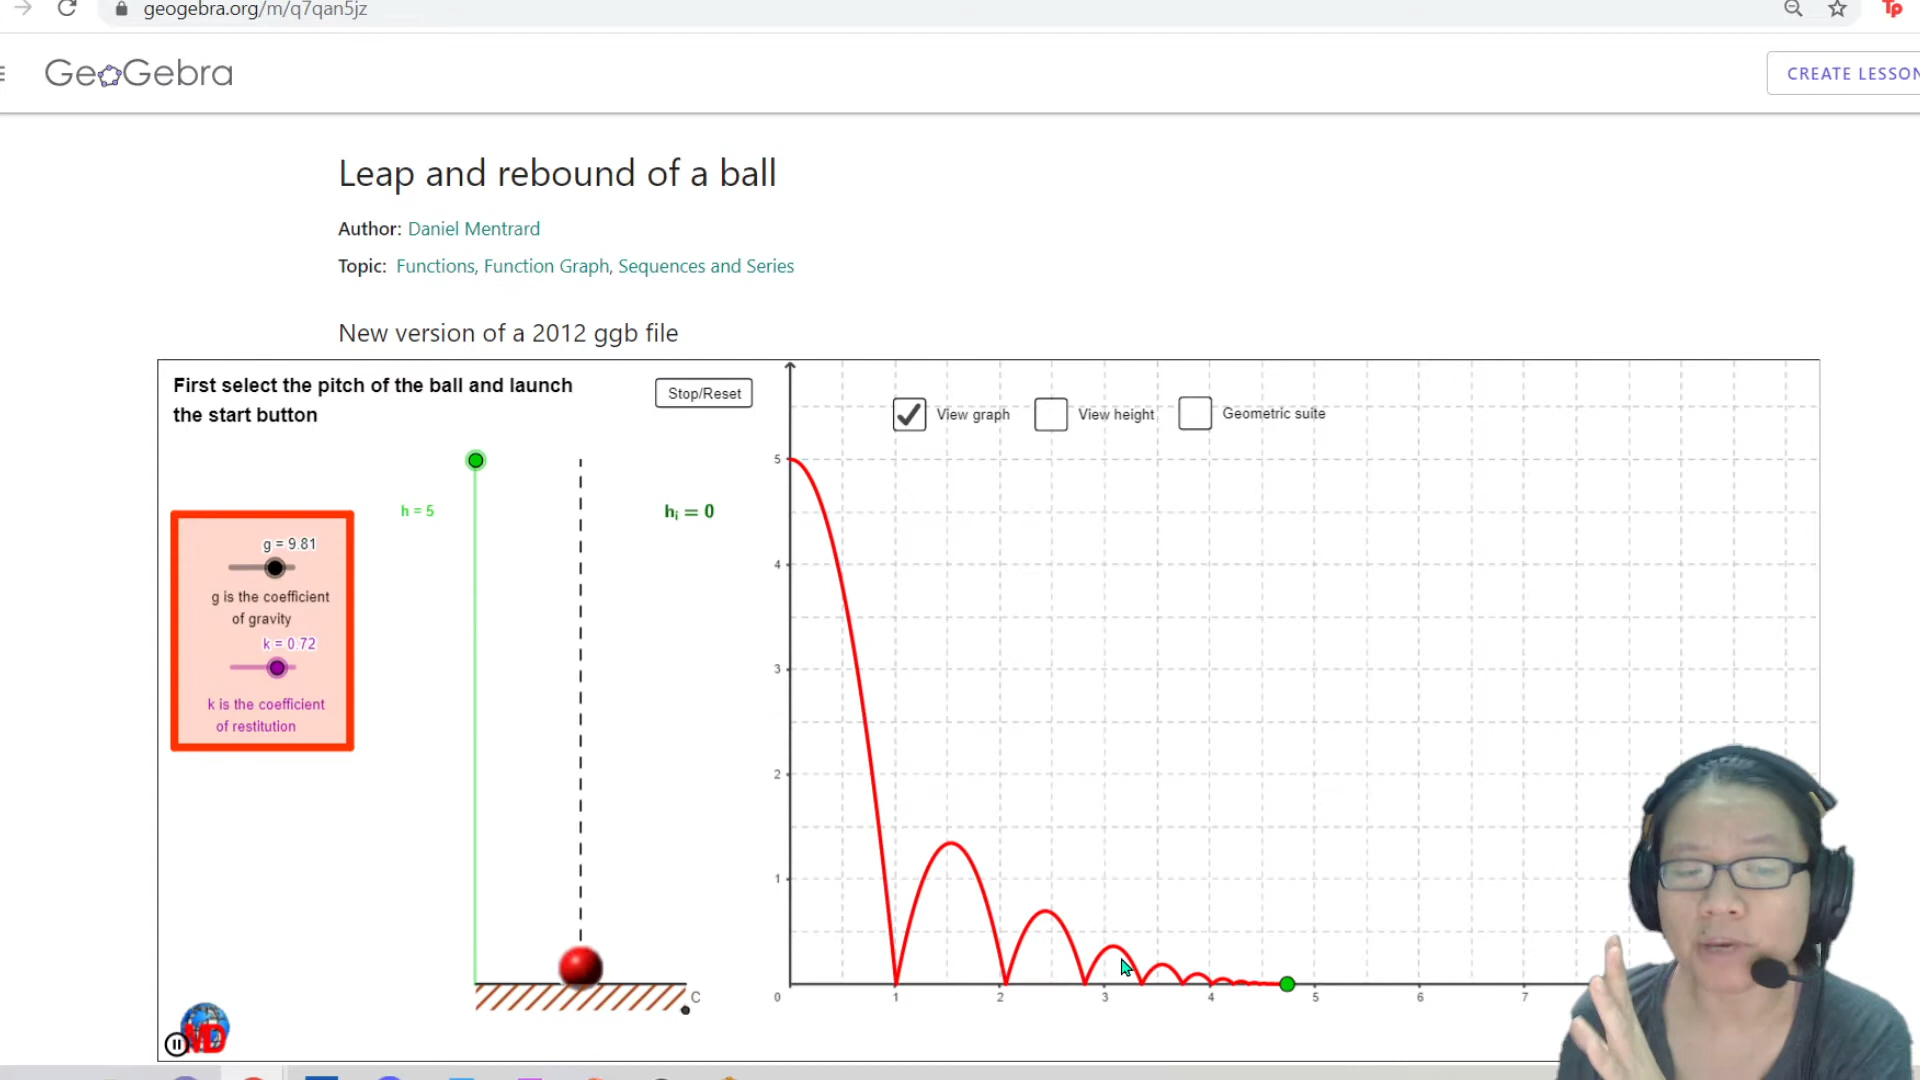 geogebra.org/m/q7qan5jz
Tp
GeoGebra
CREATE LESSON
Leap and rebound of a ball
Author: Daniel Mentrard
Topic: Functions, Function Graph, Sequences and Series
New version of a 2012 ggb file
First select the pitch of the ball and launch
the start button
Stop/Reset
View graph
View height
Geometric suite
h = 5
hᵢ = 0
g = 9.81
g is the coefficient
of gravity
k = 0.72
k is the coefficient
of restitution
C
MD
5
4
3
2
1
0 1 2 3 4 5 6 7